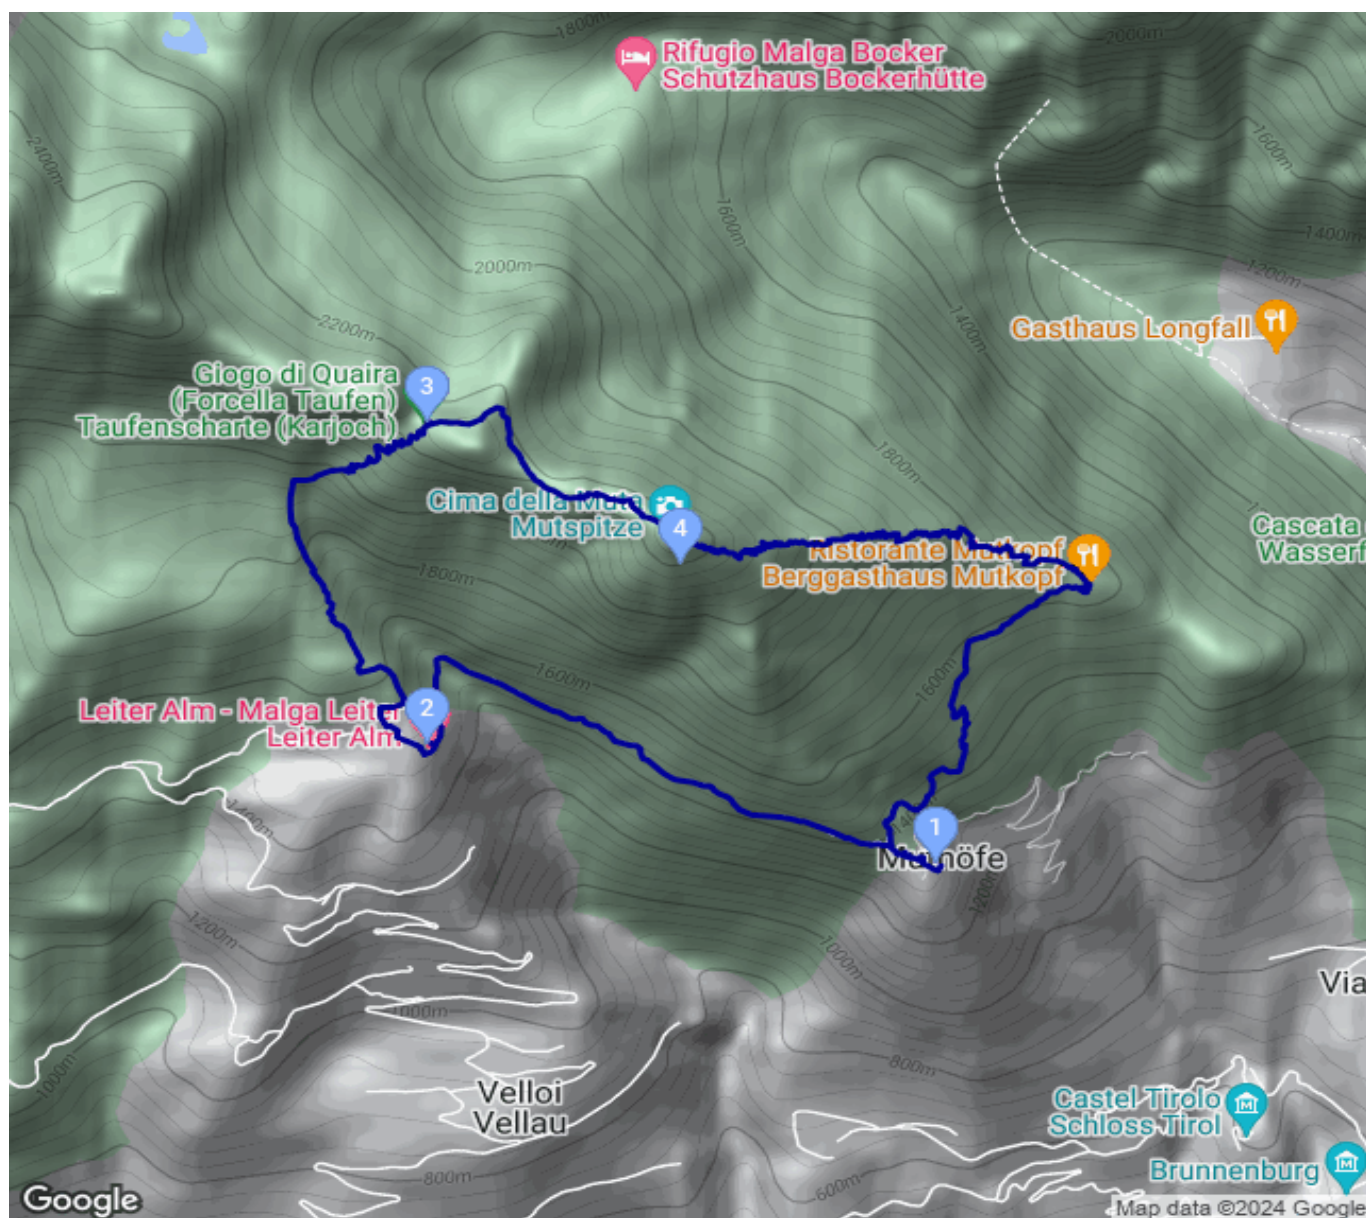 1800m
2000m
Rifugio Malga Bocker
Schutzhaus Bockerhütte
2400m
1600m
1600m
1400m
1200m
2000m
2200m
1400m
Gasthaus Longfall
Giogo di Quaira
(Forcella Taufen)
Taufenscharte (Karjoch)
3
1800m
Cima della Muta
Mutspitze
4
Cascata
Wasserf
Ristorante Mutkopf
Berggasthaus Mutkopf
1800m
1600m
1600m
Leiter Alm - Malga Leiter
Leiter Alm
2
1400m
1
Muthöfe
1400m
1200m
1200m
1000m
Via
1000m
1000m
800m
Velloi
Vellau
Castel Tirolo
Schloss Tirol
Brunnenburg
800m
600m
Google
Map data ©2024 Google